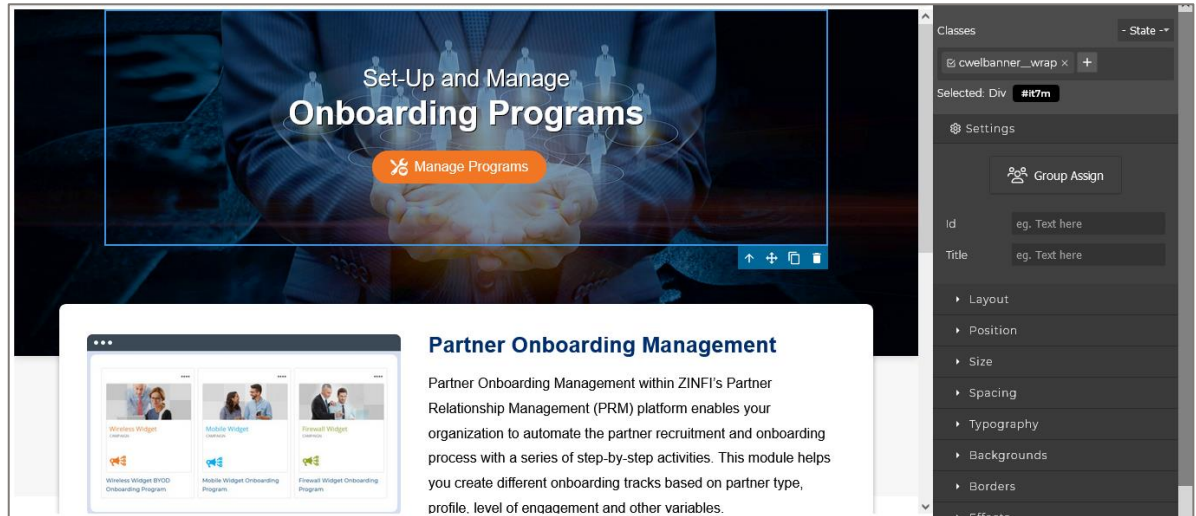 Set-Up and Manage
Onboarding Programs
Manage Programs
Partner Onboarding Management
Partner Onboarding Management within ZINFI's Partner
Relationship Management (PRM) platform enables your
organization to automate the partner recruitment and onboarding
process with a series of step-by-step activities. This module helps
you create different onboarding tracks based on partner type,
profile, level of engagement and other variables.
Wireless Widget
CAMPAIGN
Wireless Widget BYOD
Onboarding Program
Mobile Widget
CAMPAIGN
Mobile Widget Onboarding
Program
Firewall Widget
CAMPAIGN
Firewall Widget Onboarding
Program
Classes
- State -
cwelbanner__wrap ×
+
Selected: Div #it7m
Settings
Group Assign
Id eg. Text here
Title eg. Text here
Layout
Position
Size
Spacing
Typography
Backgrounds
Borders
Effects